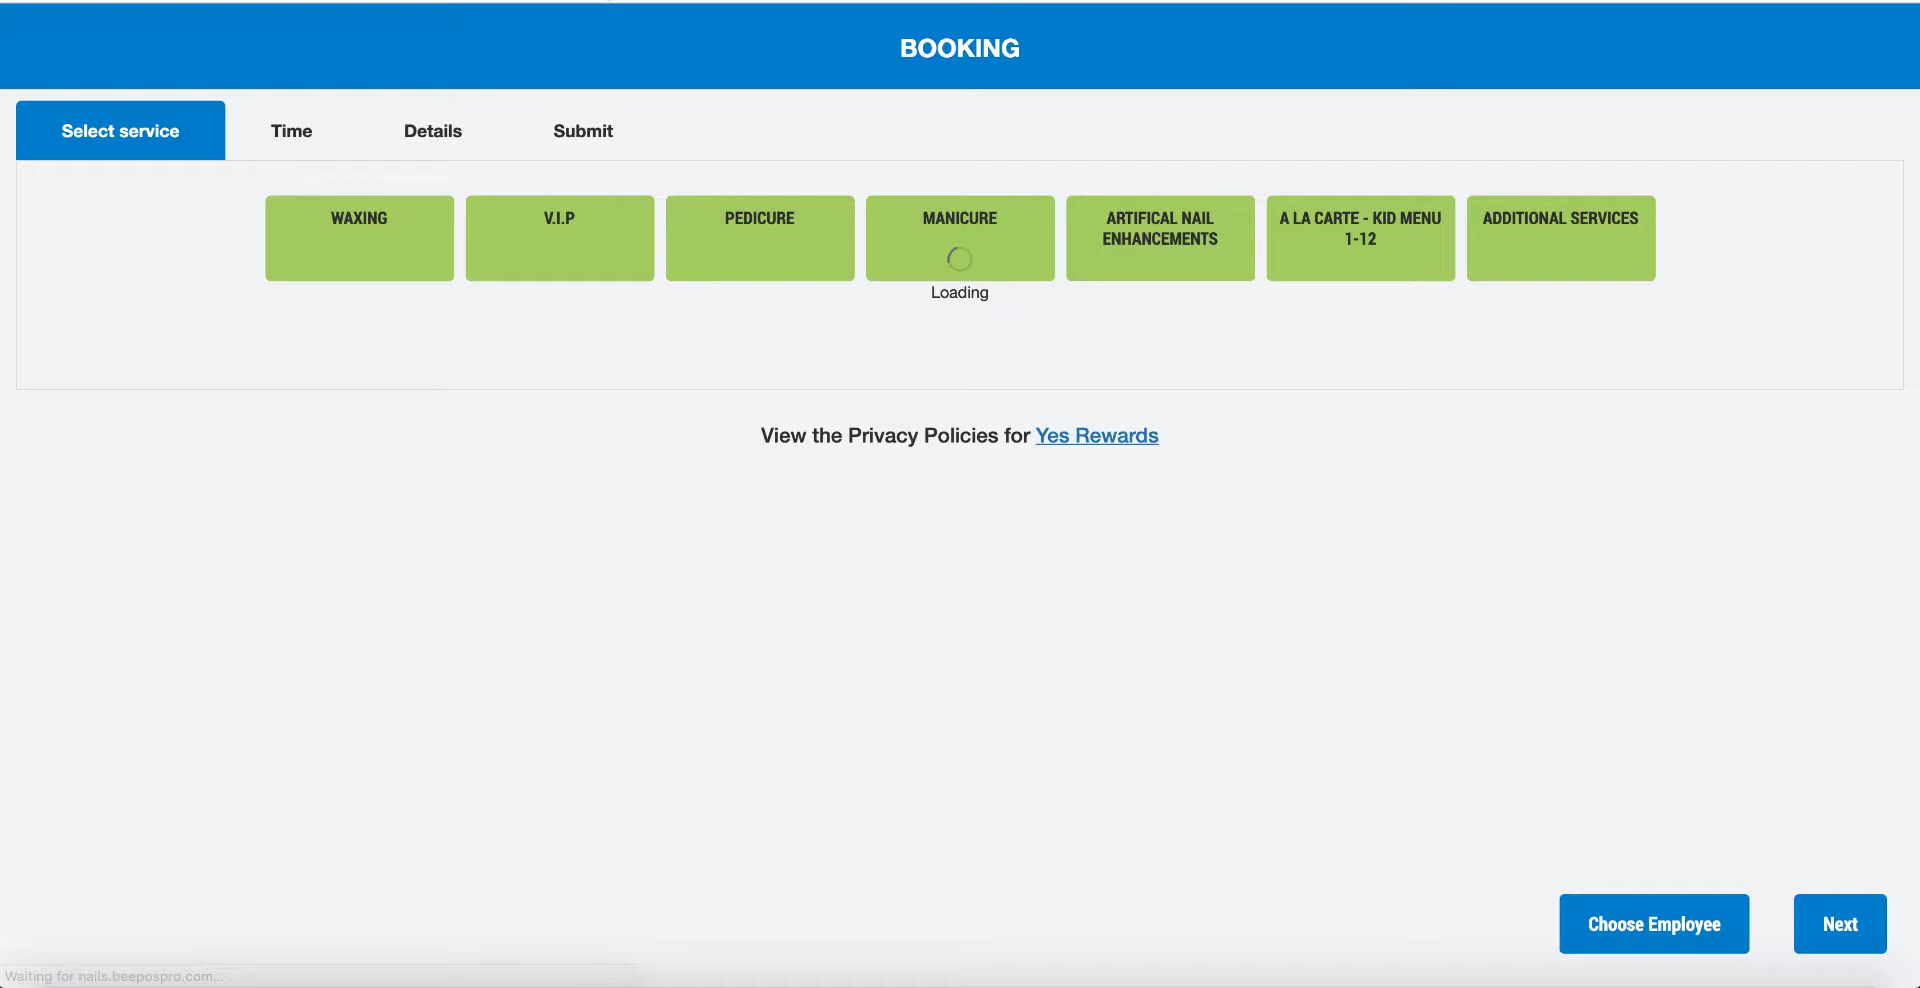 BOOKING
Select service
Time
Details
Submit
WAXING
V.I.P
PEDICURE
MANICURE
Loading
ARTIFICAL NAIL
ENHANCEMENTS
A LA CARTE - KID MENU
1-12
ADDITIONAL SERVICES
View the Privacy Policies for Yes Rewards
Choose Employee
Next
Waiting for nails.beepospro.com...